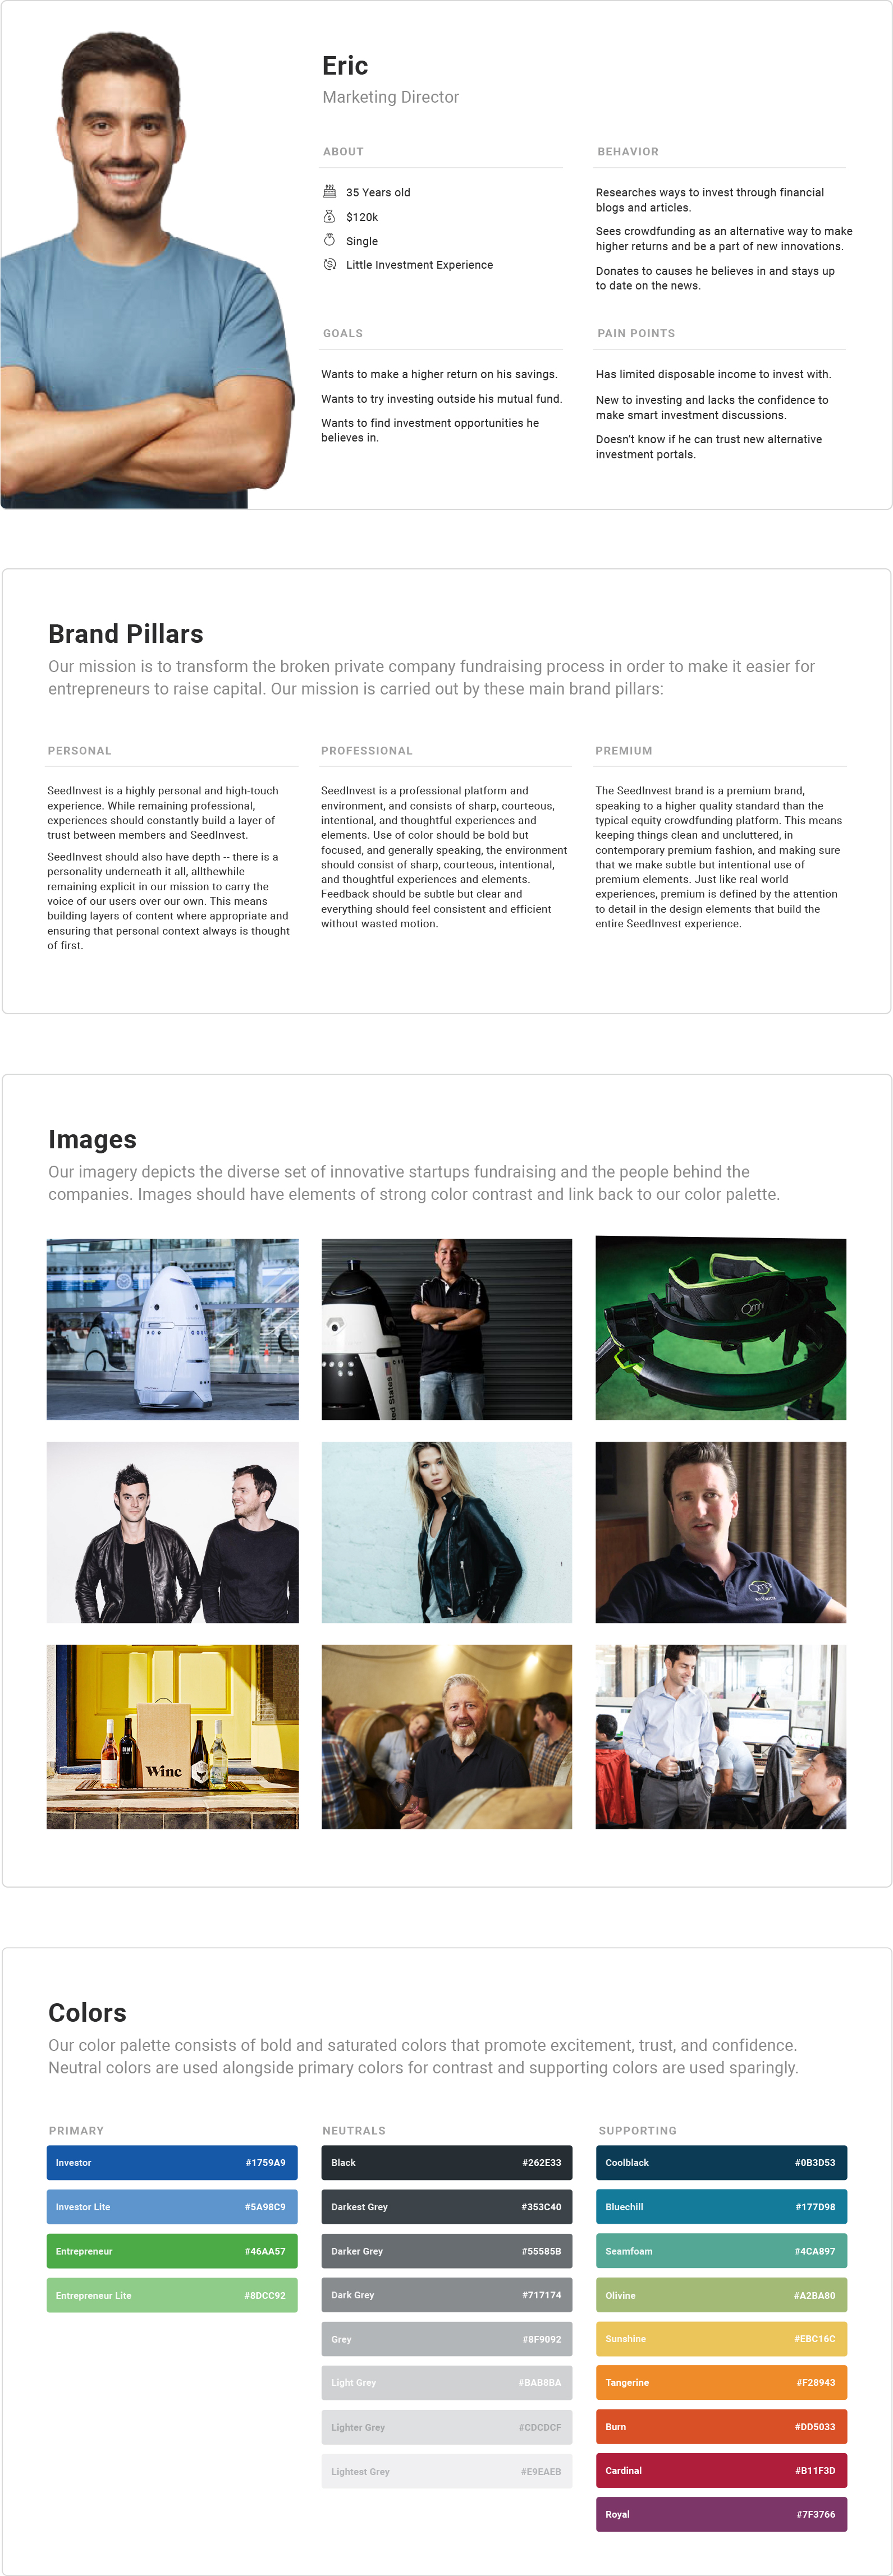 Eric
Marketing Director
ABOUT
35 Years old
$120k
Single
Little Investment Experience
BEHAVIOR
Researches ways to invest through financial
blogs and articles.
Sees crowdfunding as an alternative way to make
higher returns and be a part of new innovations.
Donates to causes he believes in and stays up
to date on the news.
GOALS
Wants to make a higher return on his savings.
Wants to try investing outside his mutual fund.
Wants to find investment opportunities he
believes in.
PAIN POINTS
Has limited disposable income to invest with.
New to investing and lacks the confidence to
make smart investment discussions.
Doesn't know if he can trust new alternative
investment portals.
Brand Pillars
Our mission is to transform the broken private company fundraising process in order to make it easier for
entrepreneurs to raise capital. Our mission is carried out by these main brand pillars:
PERSONAL
SeedInvest is a highly personal and high-touch
experience. While remaining professional,
experiences should constantly build a layer of
trust between members and SeedInvest.
SeedInvest should also have depth -- there is a
personality underneath it all, allthewhile
remaining explicit in our mission to carry the
voice of our users over our own. This means
building layers of content where appropriate and
ensuring that personal context always is thought
of first.
PROFESSIONAL
SeedInvest is a professional platform and
environment, and consists of sharp, courteous,
intentional, and thoughtful experiences and
elements. Use of color should be bold but
focused, and generally speaking, the environment
should consist of sharp, courteous, intentional,
and thoughtful experiences and elements.
Feedback should be subtle but clear and
everything should feel consistent and efficient
without wasted motion.
PREMIUM
The SeedInvest brand is a premium brand,
speaking to a higher quality standard than the
typical equity crowdfunding platform. This means
keeping things clean and uncluttered, in
contemporary premium fashion, and making sure
that we make subtle but intentional use of
premium elements. Just like real world
experiences, premium is defined by the attention
to detail in the design elements that build the
entire SeedInvest experience.
Images
Our imagery depicts the diverse set of innovative startups fundraising and the people behind the
companies. Images should have elements of strong color contrast and link back to our color palette.
ed States
Omni
Omni
Winc
Colors
Our color palette consists of bold and saturated colors that promote excitement, trust, and confidence.
Neutral colors are used alongside primary colors for contrast and supporting colors are used sparingly.
PRIMARY
Investor #1759A9
Investor Lite #5A98C9
Entrepreneur #46AA57
Entrepreneur Lite #8DCC92
NEUTRALS
Black #262E33
Darkest Grey #353C40
Darker Grey #55585B
Dark Grey #717174
Grey #8F9092
Light Grey #BAB8BA
Lighter Grey #CDCDCF
Lightest Grey #E9EAEB
SUPPORTING
Coolblack #0B3D53
Bluechill #177D98
Seamfoam #4CA897
Olivine #A2BA80
Sunshine #EBC16C
Tangerine #F28943
Burn #DD5033
Cardinal #B11F3D
Royal #7F3766